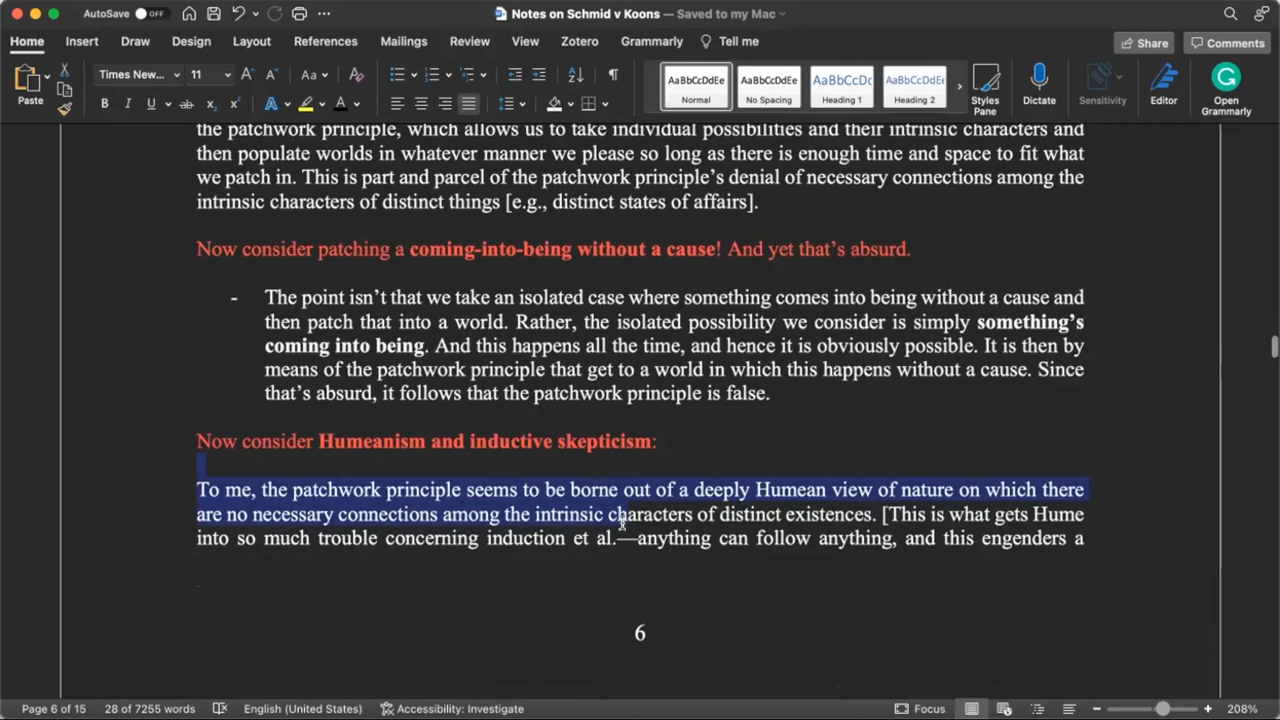 AutoSave OFF
Notes on Schmid v Koons — Saved to my Mac
Home Insert Draw Design Layout References Mailings Review View Zotero Grammarly Tell me Share Comments
Paste Times New... 11 AaBbCcDdEe AaBbCcDdEe AaBbCcDc AaBbCcDdEe
Normal No Spacing Heading 1 Heading 2 Styles Pane Dictate Sensitivity Editor Open Grammarly
the patchwork principle, which allows us to take individual possibilities and their intrinsic characters and
then populate worlds in whatever manner we please so long as there is enough time and space to fit what
we patch in. This is part and parcel of the patchwork principle’s denial of necessary connections among the
intrinsic characters of distinct things [e.g., distinct states of affairs].
Now consider patching a coming-into-being without a cause! And yet that’s absurd.
- The point isn’t that we take an isolated case where something comes into being without a cause and
then patch that into a world. Rather, the isolated possibility we consider is simply something’s
coming into being. And this happens all the time, and hence it is obviously possible. It is then by
means of the patchwork principle that get to a world in which this happens without a cause. Since
that’s absurd, it follows that the patchwork principle is false.
Now consider Humeanism and inductive skepticism:
To me, the patchwork principle seems to be borne out of a deeply Humean view of nature on which there
are no necessary connections among the intrinsic characters of distinct existences. [This is what gets Hume
into so much trouble concerning induction et al.—anything can follow anything, and this engenders a
6
Page 6 of 15 28 of 7255 words English (United States) Accessibility: Investigate Focus 208%